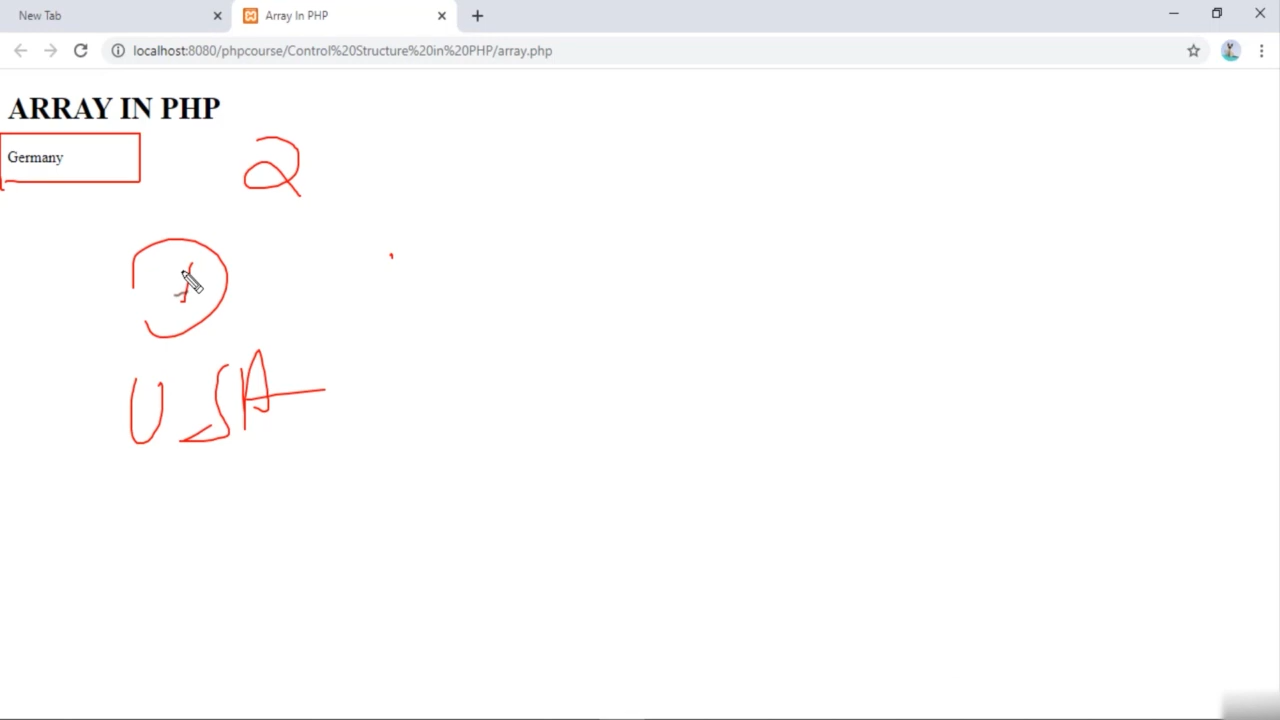 New Tab
Array In PHP
localhost:8080/phpcourse/Control%20Structure%20in%20PHP/array.php
ARRAY IN PHP
Germany
2
USA